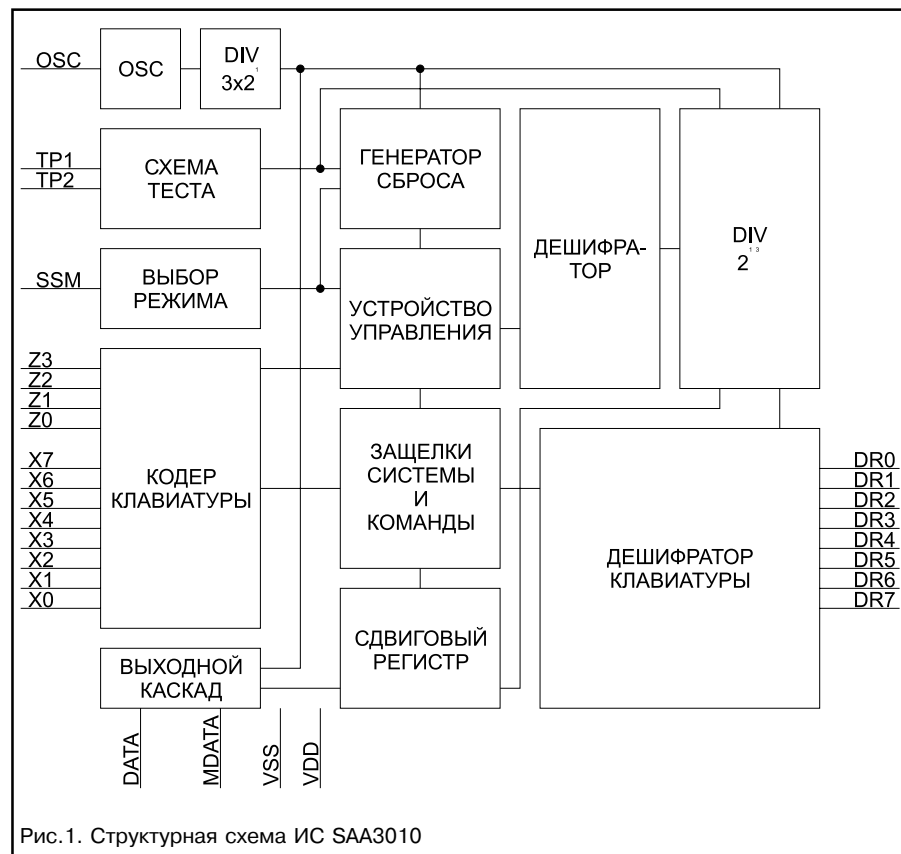 OSC
OSC
DIV
3x2¹
TP1
TP2
СХЕМА
ТЕСТА
ГЕНЕРАТОР
СБРОСА
ДЕШИФРА-
ТОР
DIV
2¹³
SSM
ВЫБОР
РЕЖИМА
УСТРОЙСТВО
УПРАВЛЕНИЯ
Z3
Z2
Z1
Z0
X7
X6
X5
X4
X3
X2
X1
X0
КОДЕР
КЛАВИАТУРЫ
ЗАЩЕЛКИ
СИСТЕМЫ
И
КОМАНДЫ
ДЕШИФРАТОР
КЛАВИАТУРЫ
DR0
DR1
DR2
DR3
DR4
DR5
DR6
DR7
ВЫХОДНОЙ
КАСКАД
СДВИГОВЫЙ
РЕГИСТР
DATA
MDATA
VSS
VDD
Рис.1. Структурная схема ИС SAA3010